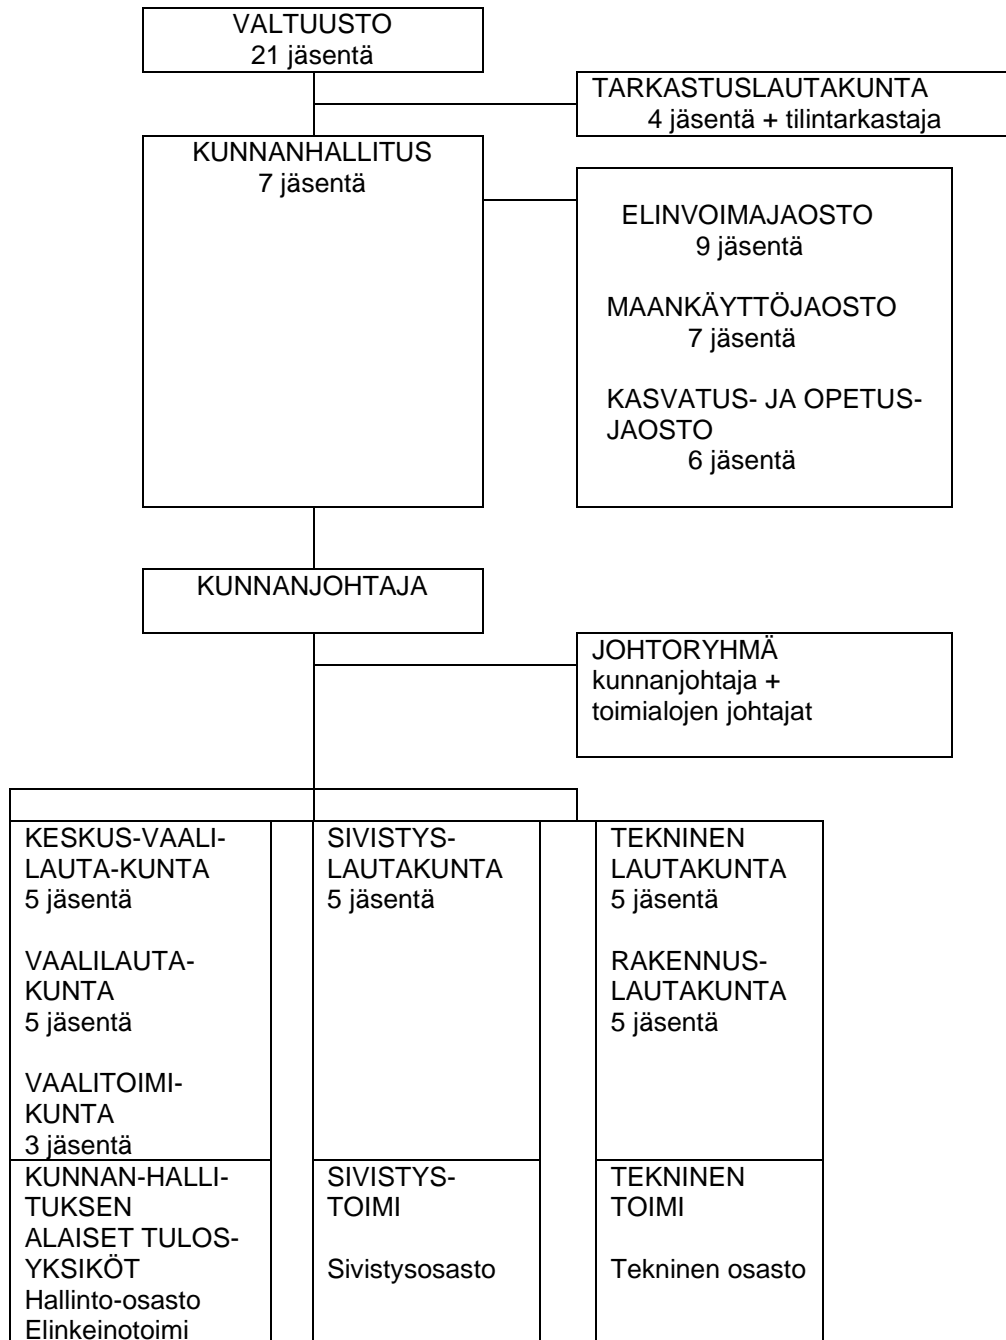 VALTUUSTO
21 jäsentä
TARKASTUSLAUTAKUNTA
4 jäsentä + tilintarkastaja
KUNNANHALLITUS
7 jäsentä
ELINVOIMAJAOSTO
9 jäsentä
MAANKÄYTTÖJAOSTO
7 jäsentä
KASVATUS- JA OPETUS-
JAOSTO
6 jäsentä
KUNNANJOHTAJA
JOHTORYHMÄ
kunnanjohtaja +
toimialojen johtajat
KESKUS-VAALI-
LAUTA-KUNTA
5 jäsentä
VAALILAUTA-
KUNTA
5 jäsentä
VAALITOIMI-
KUNTA
3 jäsentä
SIVISTYS-
LAUTAKUNTA
5 jäsentä
TEKNINEN
LAUTAKUNTA
5 jäsentä
RAKENNUS-
LAUTAKUNTA
5 jäsentä
KUNNAN-HALLI-
TUKSEN
ALAISET TULOS-
YKSIKÖT
Hallinto-osasto
Elinkeinotoimi
SIVISTYS-
TOIMI
Sivistysosasto
TEKNINEN
TOIMI
Tekninen osasto